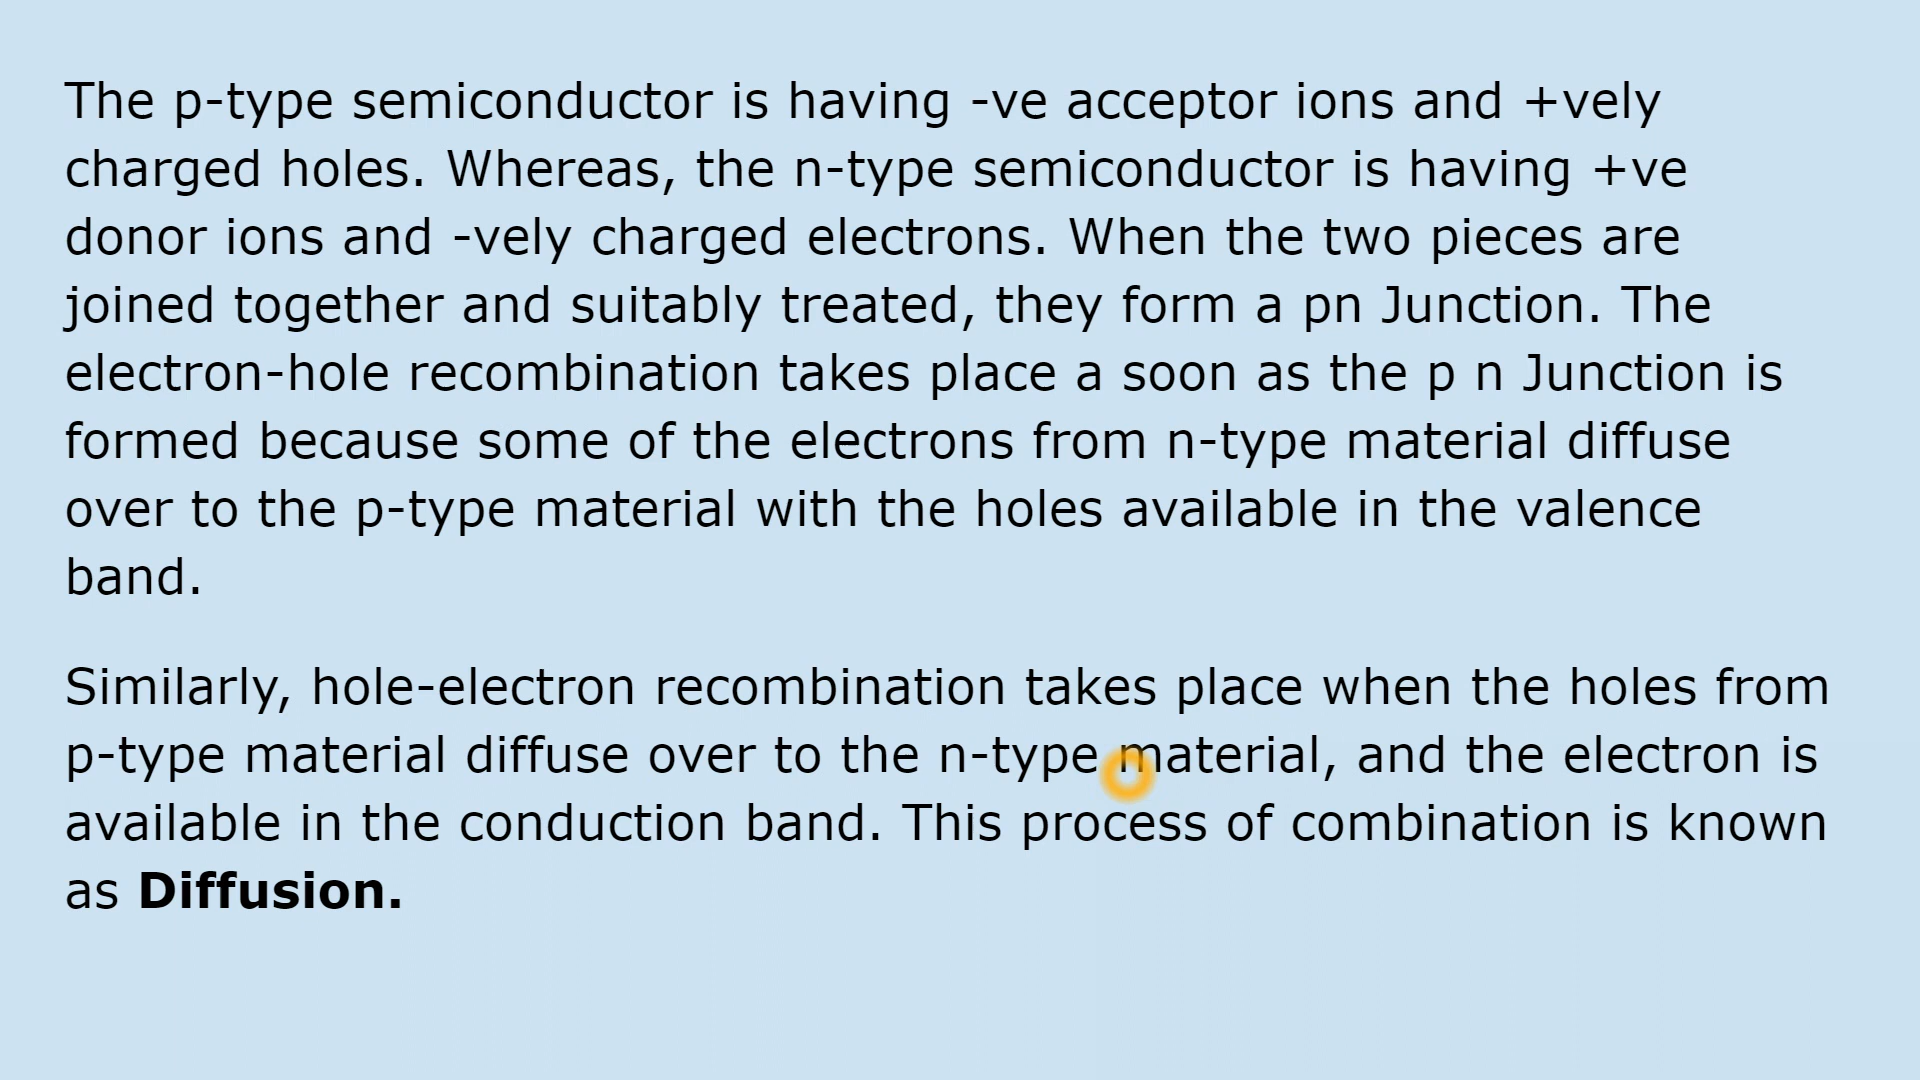 The p-type semiconductor is having -ve acceptor ions and +vely
charged holes. Whereas, the n-type semiconductor is having +ve
donor ions and -vely charged electrons. When the two pieces are
joined together and suitably treated, they form a pn Junction. The
electron-hole recombination takes place a soon as the p n Junction is
formed because some of the electrons from n-type material diffuse
over to the p-type material with the holes available in the valence
band.
Similarly, hole-electron recombination takes place when the holes from
p-type material diffuse over to the n-type material, and the electron is
available in the conduction band. This process of combination is known
as Diffusion.